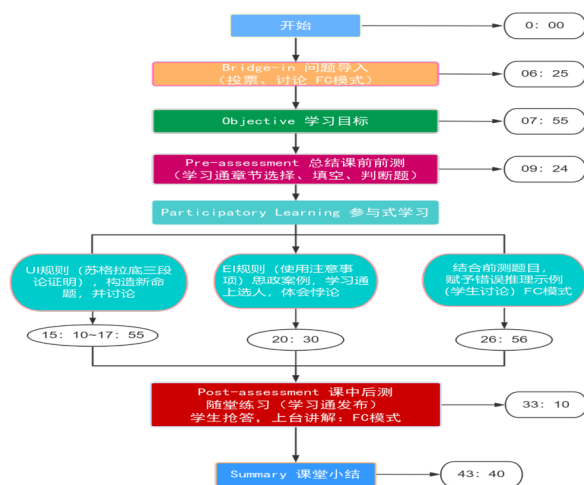 开始
0: 00
Bridge-in 问题导入
(投票、讨论 FC模式)
06: 25
Objective 学习目标
07: 55
Pre-assessment 总结课前前测
(学习通章节选择、填空、判断题)
09: 24
Participatory Learning 参与式学习
UI规则 (苏格拉底三段
论证明) , 构造新命
题, 并讨论
EI规则 (使用注意事
项) 思政案例, 学习通
上选人, 体会悖论
结合前测题目,
赋予错误推理示例
(学生讨论) FC模式
15: 10~17: 55
20: 30
26: 56
Post-assessment 课中后测
随堂练习 (学习通发布)
学生抢答, 上台讲解: FC模式
33: 10
Summary 课堂小结
43: 40